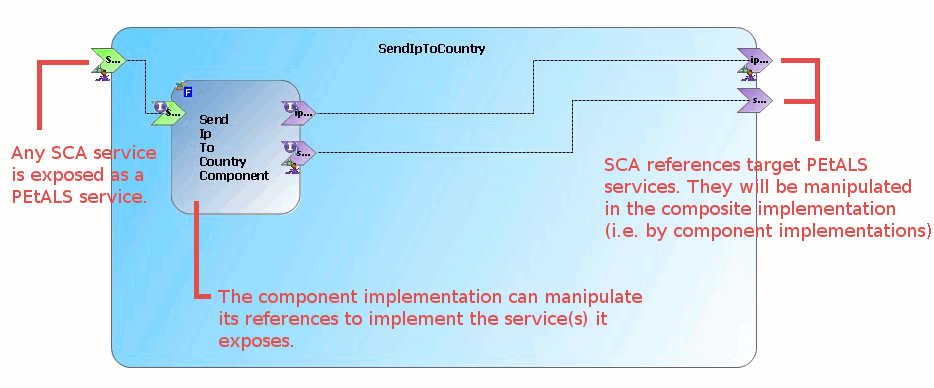 SendIpToCountry
S...
ip...
s...
F
S...
Send
Ip
To
Country
Component
ip...
s...
Any SCA service
is exposed as a
PEtALS service.
SCA references target PEtALS
services. They will be manipulated
in the composite implementation
(i.e. by component implementations)
The component implementation can manipulate
its references to implement the service(s) it
exposes.